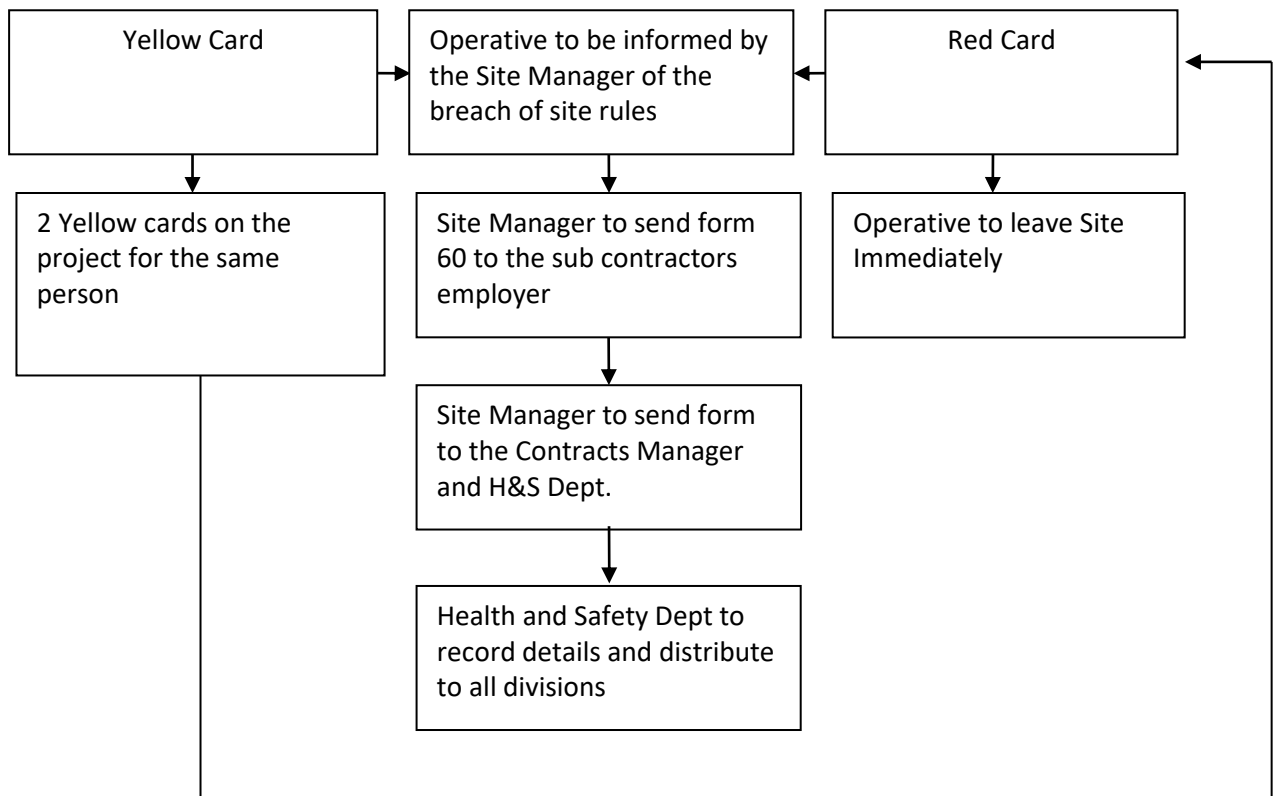 Yellow Card
Operative to be informed by
the Site Manager of the
breach of site rules
Red Card
2 Yellow cards on the
project for the same
person
Site Manager to send form
60 to the sub contractors
employer
Operative to leave Site
Immediately
Site Manager to send form
to the Contracts Manager
and H&S Dept.
Health and Safety Dept to
record details and distribute
to all divisions